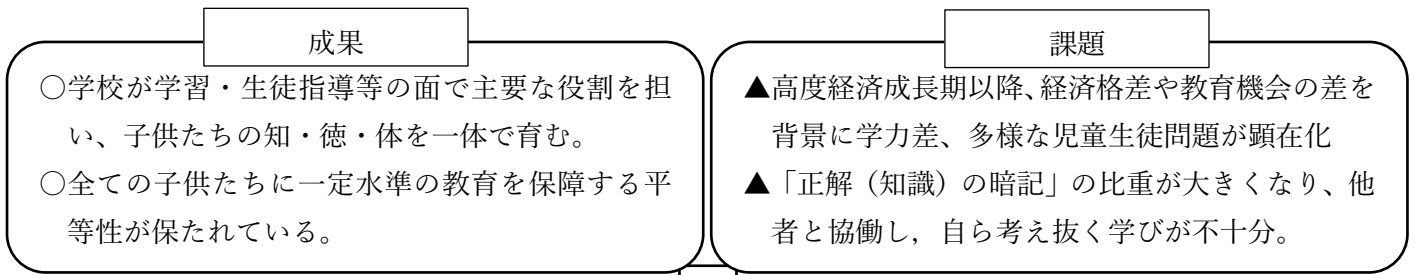 成果
○学校が学習・生徒指導等の面で主要な役割を担
い、子供たちの知・徳・体を一体で育む。
○全ての子供たちに一定水準の教育を保障する平
等性が保たれている。
課題
▲高度経済成長期以降、経済格差や教育機会の差を
背景に学力差、多様な児童生徒問題が顕在化
▲「正解（知識）の暗記」の比重が大きくなり、他
者と協働し，自ら考え抜く学びが不十分。